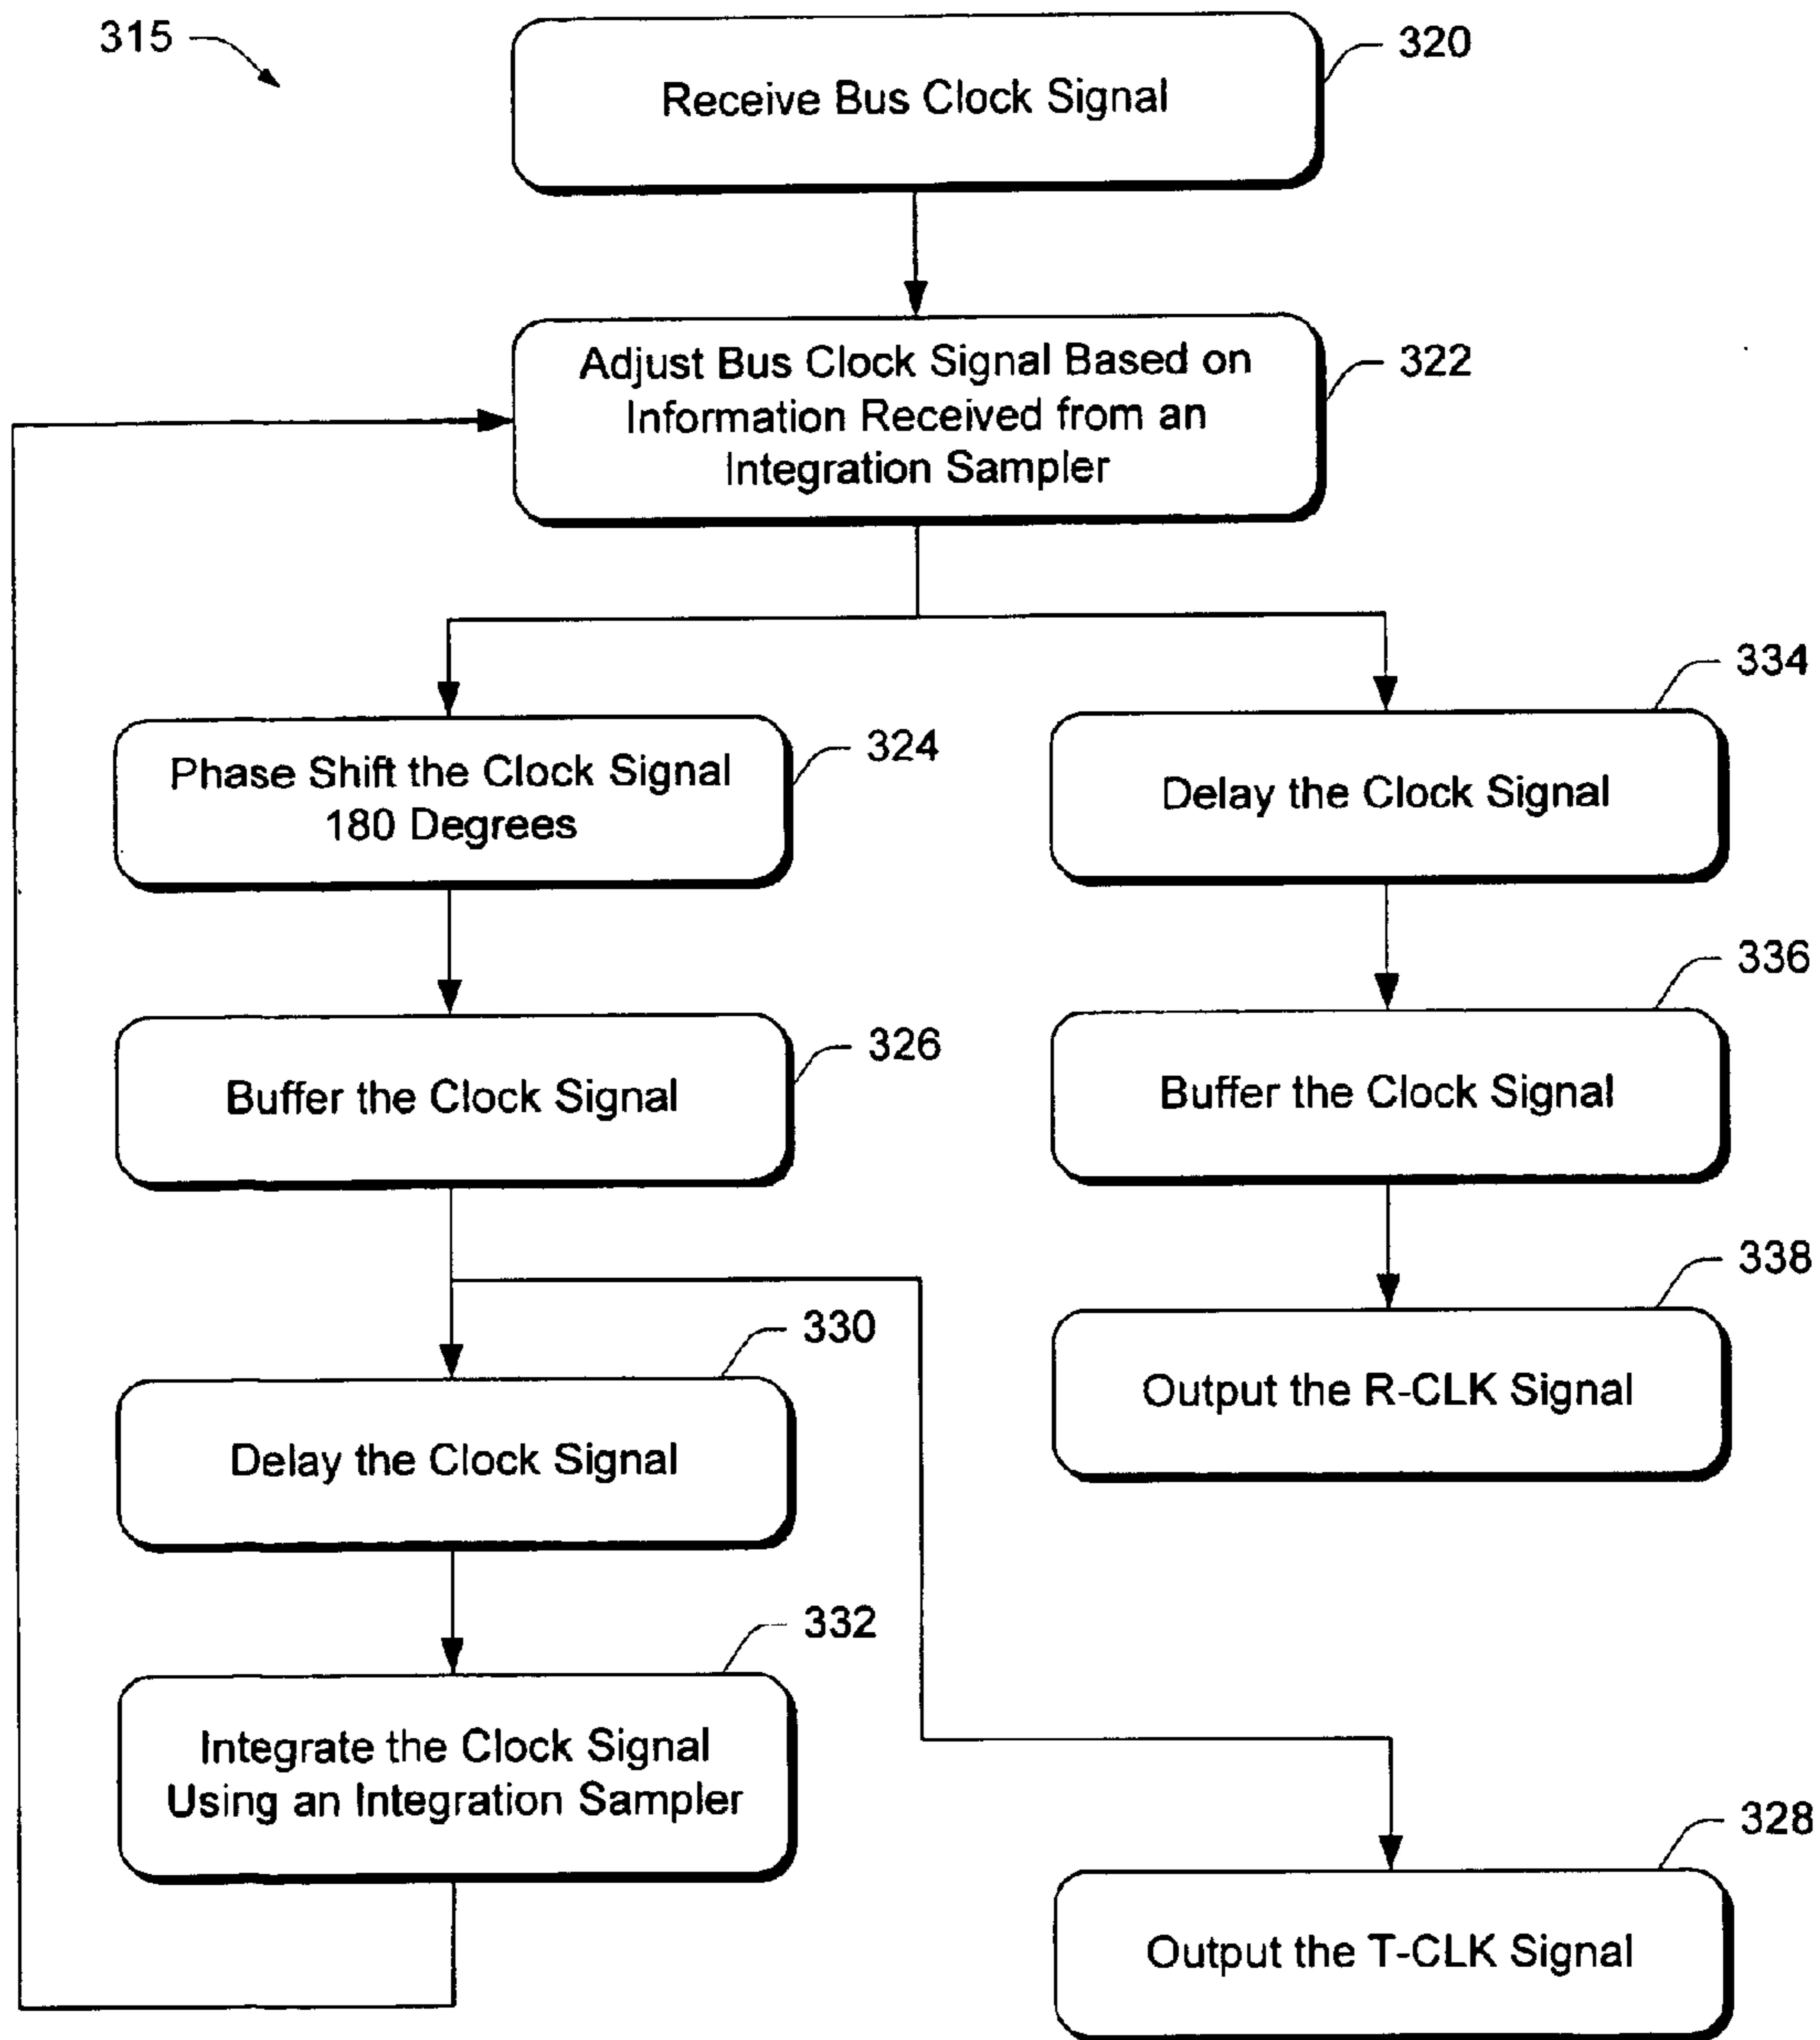 315
320
Receive Bus Clock Signal
322
Adjust Bus Clock Signal Based on
Information Received from an
Integration Sampler
324
Phase Shift the Clock Signal
180 Degrees
334
Delay the Clock Signal
326
Buffer the Clock Signal
336
Buffer the Clock Signal
338
Output the R-CLK Signal
330
Delay the Clock Signal
332
Integrate the Clock Signal
Using an Integration Sampler
328
Output the T-CLK Signal